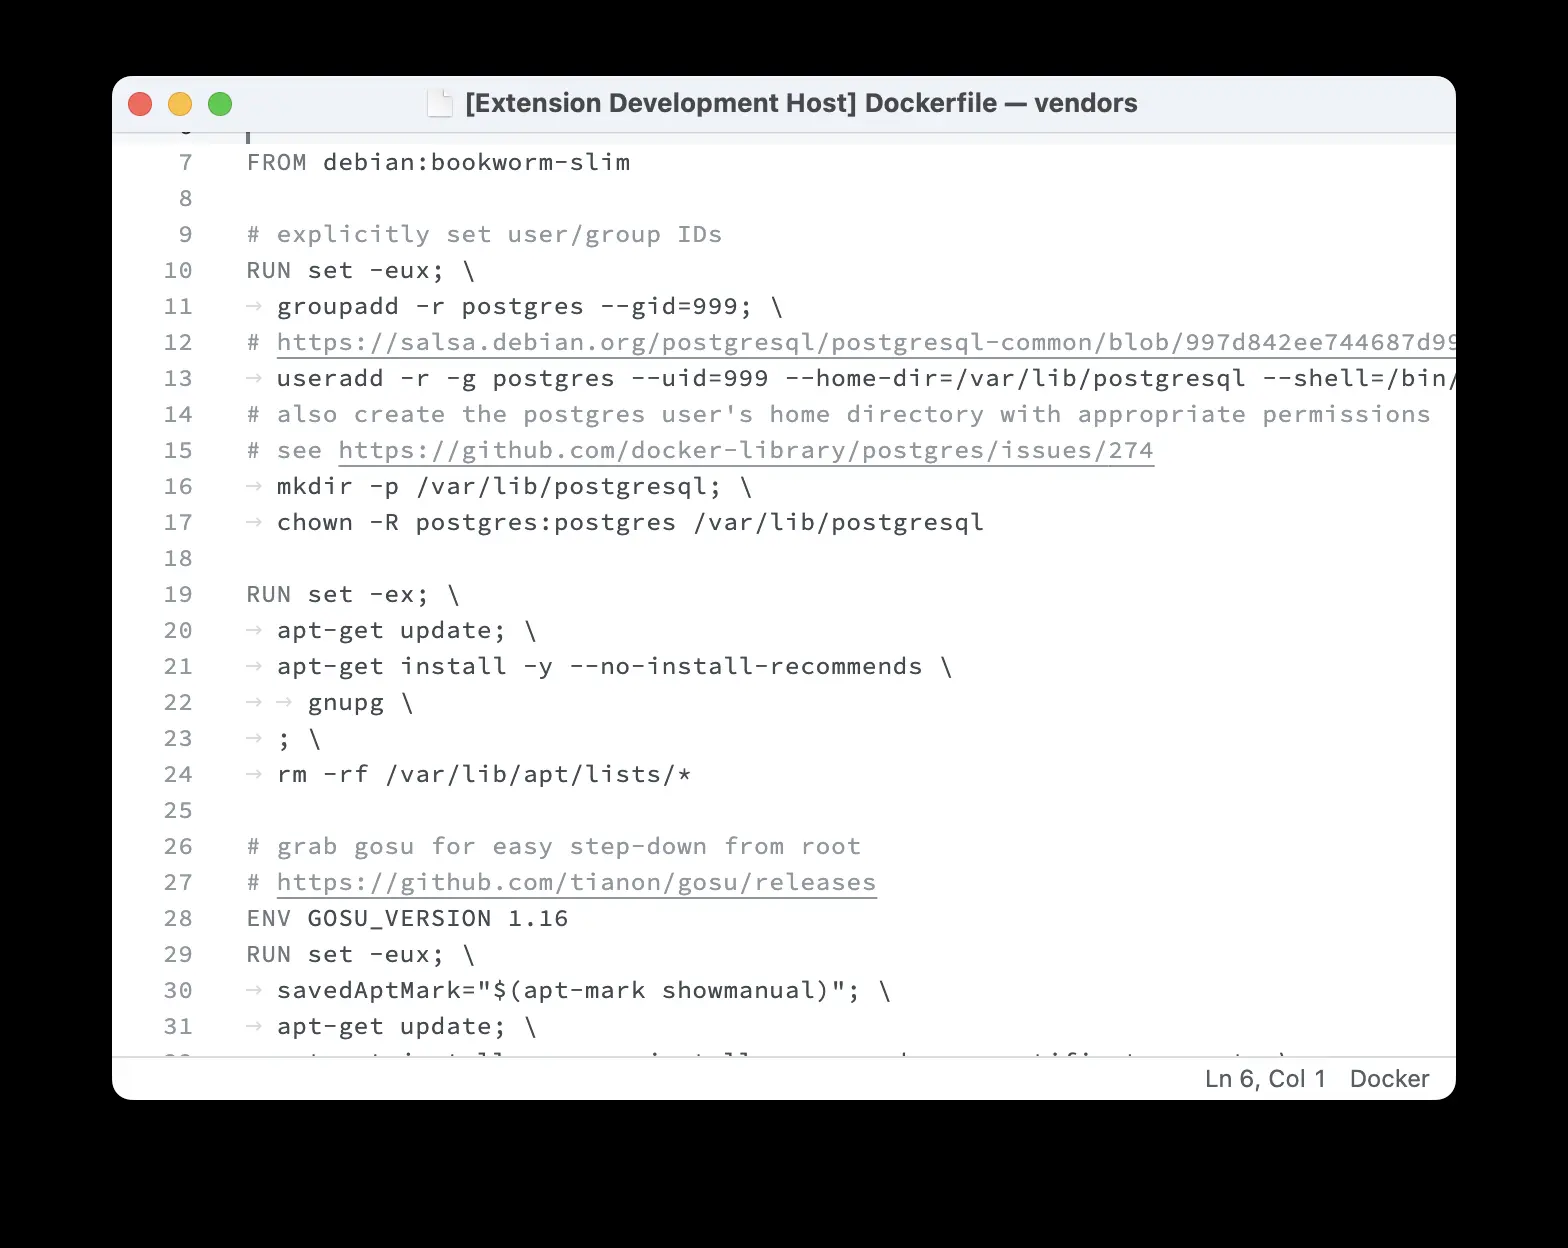 [Extension Development Host] Dockerfile — vendors
7 FROM debian:bookworm-slim
8
9 # explicitly set user/group IDs
10 RUN set -eux; \
11 → groupadd -r postgres --gid=999; \
12 # https://salsa.debian.org/postgresql/postgresql-common/blob/997d842ee744687d99
13 → useradd -r -g postgres --uid=999 --home-dir=/var/lib/postgresql --shell=/bin/
14 # also create the postgres user's home directory with appropriate permissions
15 # see https://github.com/docker-library/postgres/issues/274
16 → mkdir -p /var/lib/postgresql; \
17 → chown -R postgres:postgres /var/lib/postgresql
18
19 RUN set -ex; \
20 → apt-get update; \
21 → apt-get install -y --no-install-recommends \
22 → → gnupg \
23 → ; \
24 → rm -rf /var/lib/apt/lists/*
25
26 # grab gosu for easy step-down from root
27 # https://github.com/tianon/gosu/releases
28 ENV GOSU_VERSION 1.16
29 RUN set -eux; \
30 → savedAptMark="$(apt-mark showmanual)"; \
31 → apt-get update; \
Ln 6, Col 1 Docker